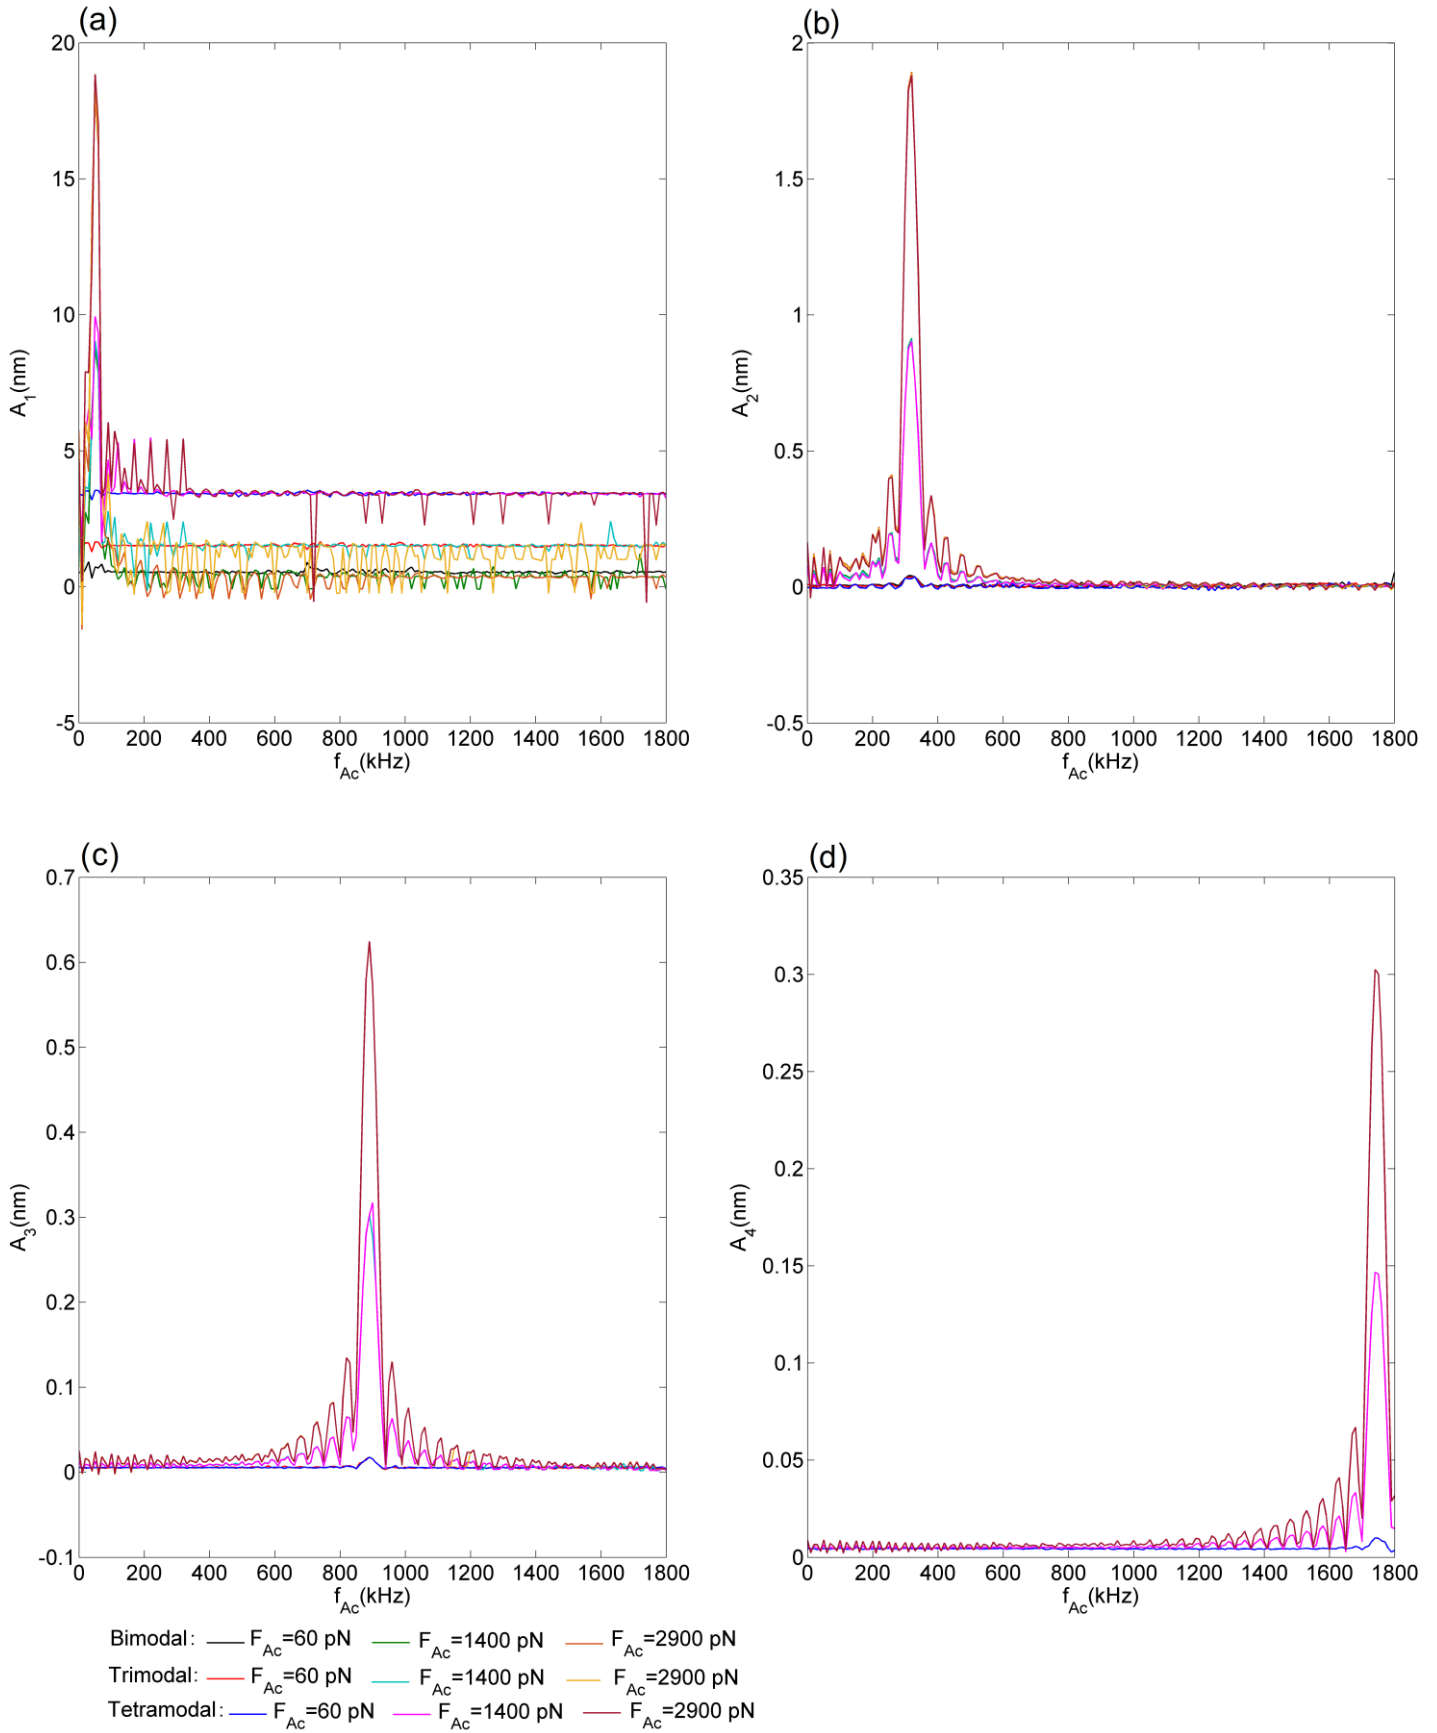 (a)
20
15
10
5
0
-5
A1(nm)
0 200 400 600 800 1000 1200 1400 1600 1800
fAc(kHz)
(b)
2
1.5
1
0.5
0
-0.5
A2(nm)
0 200 400 600 800 1000 1200 1400 1600 1800
fAc(kHz)
(c)
0.7
0.6
0.5
0.4
0.3
0.2
0.1
0
-0.1
A3(nm)
0 200 400 600 800 1000 1200 1400 1600 1800
fAc(kHz)
(d)
0.35
0.3
0.25
0.2
0.15
0.1
0.05
0
A4(nm)
0 200 400 600 800 1000 1200 1400 1600 1800
fAc(kHz)
Bimodal: FAc=60 pN FAc=1400 pN FAc=2900 pN
Trimodal: FAc=60 pN FAc=1400 pN FAc=2900 pN
Tetramodal: FAc=60 pN FAc=1400 pN FAc=2900 pN